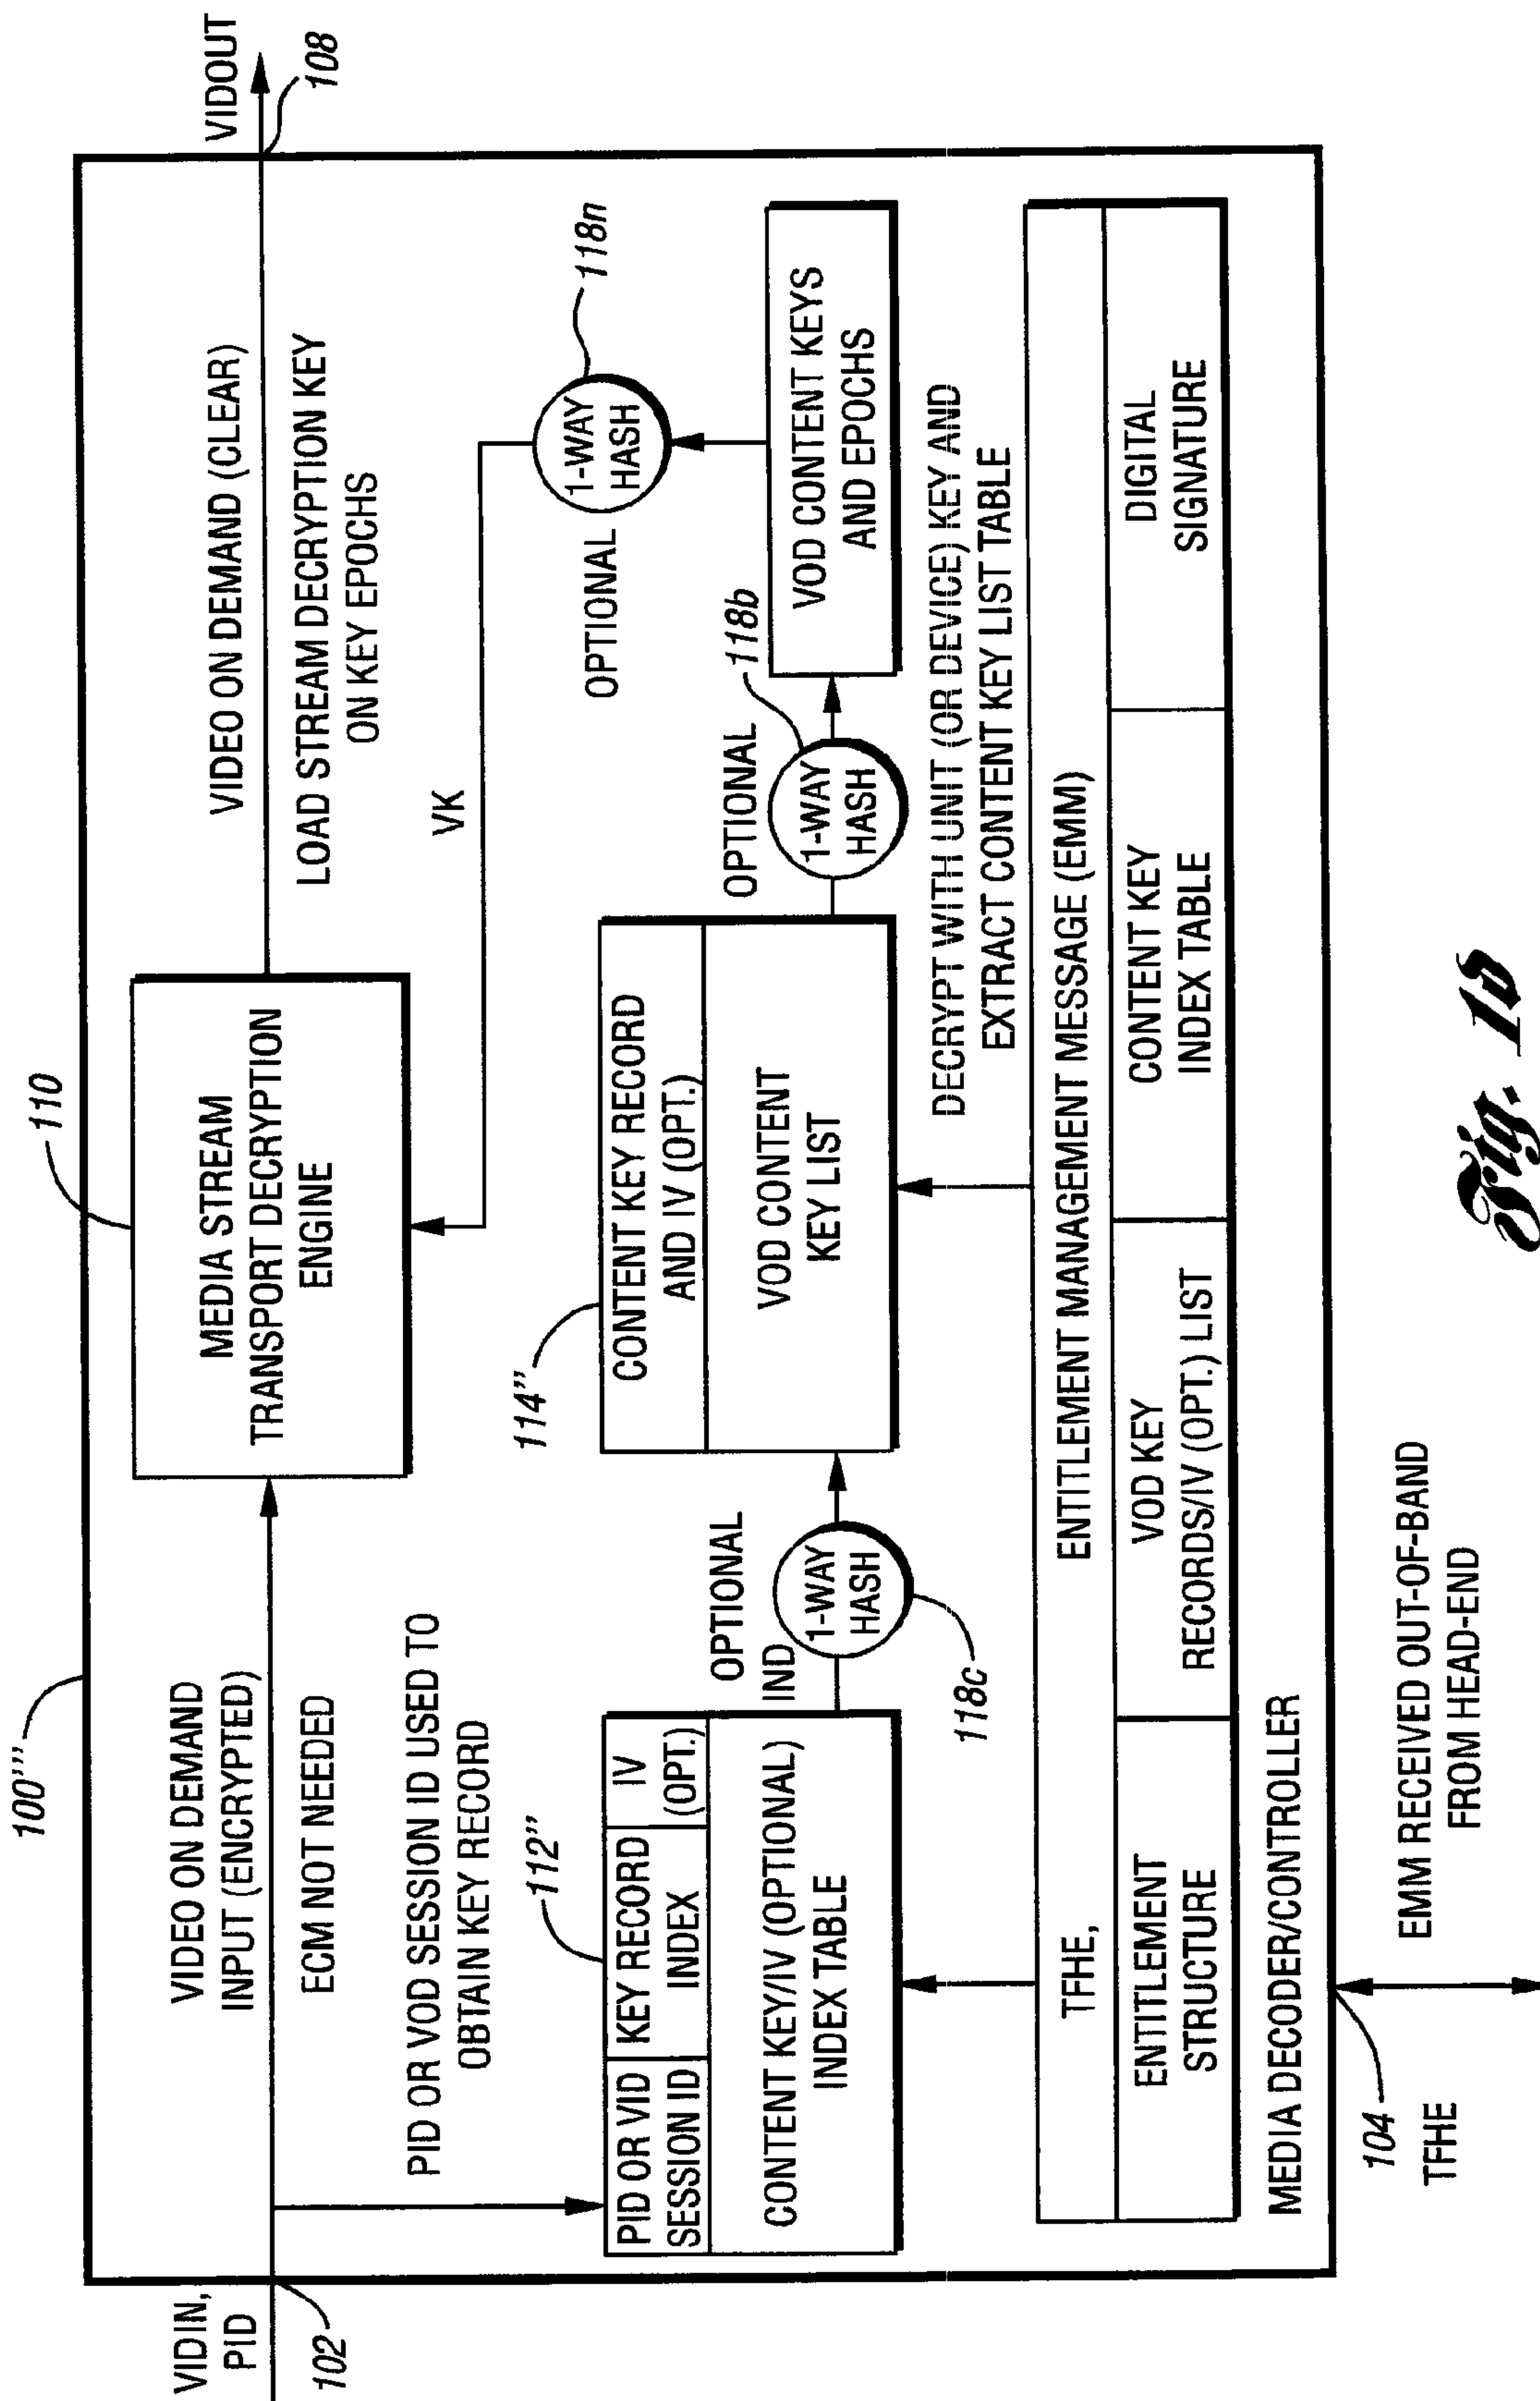 100'''
VIDIN,
PID
102
VIDEO ON DEMAND
INPUT (ENCRYPTED)
ECM NOT NEEDED
110
MEDIA STREAM
TRANSPORT DECRYPTION
ENGINE
VIDEO ON DEMAND (CLEAR)
LOAD STREAM DECRYPTION KEY
ON KEY EPOCHS
VIDOUT
108
PID OR VOD SESSION ID USED TO
OBTAIN KEY RECORD
VK
112''
PID OR VID
SESSION ID
KEY RECORD
INDEX
IV
(OPT.)
CONTENT KEY/IV (OPTIONAL)
INDEX TABLE
IND
OPTIONAL
1-WAY
HASH
118c
114''
CONTENT KEY RECORD
AND IV (OPT.)
VOD CONTENT
KEY LIST
OPTIONAL
118b
1-WAY
HASH
OPTIONAL
118n
1-WAY
HASH
VOD CONTENT KEYS
AND EPOCHS
DECRYPT WITH UNIT (OR DEVICE) KEY AND
EXTRACT CONTENT KEY LIST TABLE
TFHE,
ENTITLEMENT MANAGEMENT MESSAGE (EMM)
ENTITLEMENT
STRUCTURE
VOD KEY
RECORDS/IV (OPT.) LIST
CONTENT KEY
INDEX TABLE
DIGITAL
SIGNATURE
MEDIA DECODER/CONTROLLER
104
TFHE
EMM RECEIVED OUT-OF-BAND
FROM HEAD-END